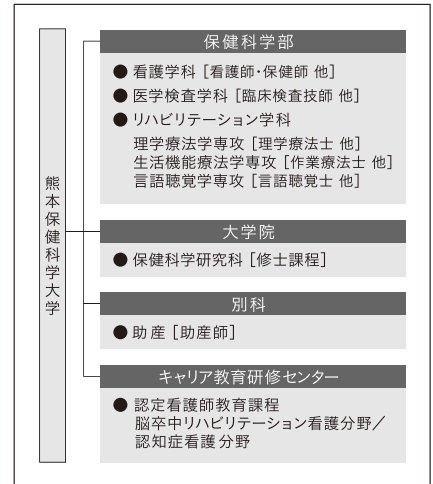 熊本保健科学大学
保健科学部
● 看護学科 [看護師・保健師 他]
● 医学検査学科 [臨床検査技師 他]
● リハビリテーション学科
理学療法学専攻 [理学療法士 他]
生活機能療法学専攻 [作業療法士 他]
言語聴覚学専攻 [言語聴覚士 他]
大学院
● 保健科学研究科 [修士課程]
別科
● 助産 [助産師]
キャリア教育研修センター
● 認定看護師教育課程
脳卒中リハビリテーション看護分野／
認知症看護分野